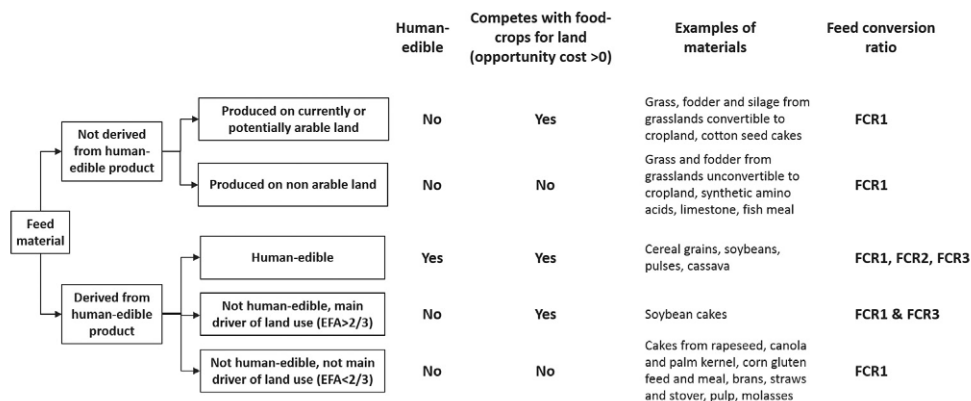 Human-
edible
Competes with food-
crops for land
(opportunity cost >0)
Examples of
materials
Feed conversion
ratio
Feed
material
Not derived
from human-
edible product
Produced on currently or
potentially arable land
No
Yes
Grass, fodder and silage from
grasslands convertible to
cropland, cotton seed cakes
FCR1
Produced on non arable land
No
No
Grass and fodder from
grasslands unconvertible to
cropland, synthetic amino
acids, limestone, fish meal
FCR1
Derived from
human-edible
product
Human-edible
Yes
Yes
Cereal grains, soybeans,
pulses, cassava
FCR1, FCR2, FCR3
Not human-edible, main
driver of land use (EFA>2/3)
No
Yes
Soybean cakes
FCR1 & FCR3
Not human-edible, not main
driver of land use (EFA<2/3)
No
No
Cakes from rapeseed, canola
and palm kernel, corn gluten
feed and meal, brans, straws
and stover, pulp, molasses
FCR1